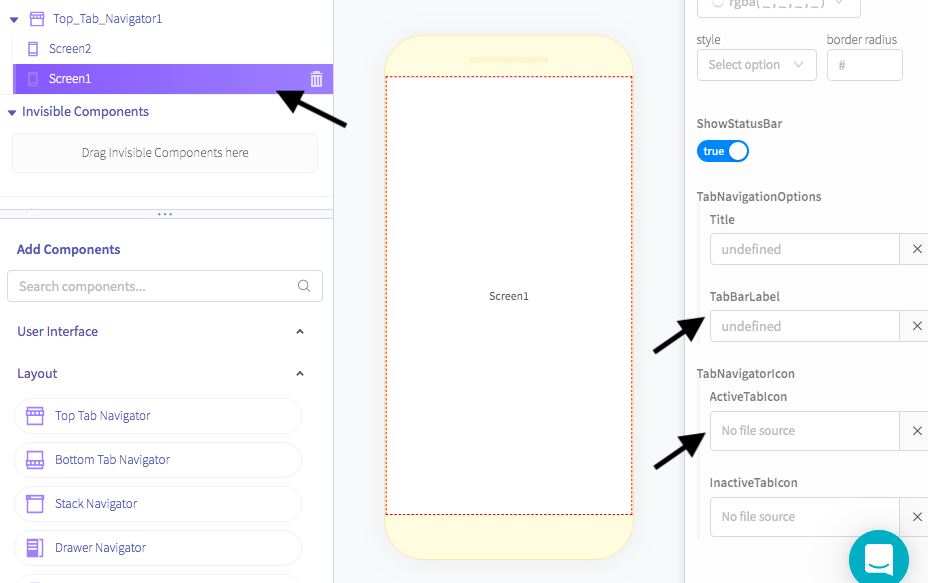 Top_Tab_Navigator1
Screen2
Screen1
Invisible Components
Drag Invisible Components here
Add Components
Search components...
User Interface
Layout
Top Tab Navigator
Bottom Tab Navigator
Stack Navigator
Drawer Navigator
Screen1
rgba(_,_,_,_)
style
border radius
Select option
#
ShowStatusBar
true
TabNavigationOptions
Title
undefined
TabBarLabel
undefined
TabNavigatorIcon
ActiveTabIcon
No file source
InactiveTabIcon
No file source